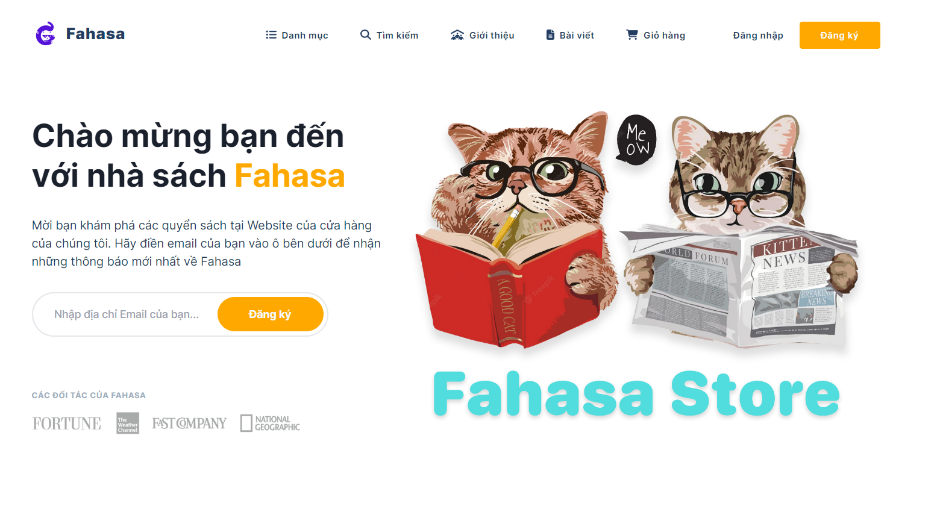 Fahasa
Danh mục
Tìm kiếm
Giới thiệu
Bài viết
Giỏ hàng
Đăng nhập
Đăng ký
Chào mừng bạn đến
với nhà sách Fahasa
Mời bạn khám phá các quyển sách tại Website của cửa hàng
của chúng tôi. Hãy điền email của bạn vào ô bên dưới để nhận
những thông báo mới nhất về Fahasa
Nhập địa chỉ Email của bạn...
Đăng ký
CÁC ĐỐI TÁC CỦA FAHASA
FORTUNE
The
Weather
Channel
FAST COMPANY
NATIONAL
GEOGRAPHIC
Me
ow
A GOOD CAT
WORLD FORUM
KITTEN
NEWS
BREAKING
NEWS
Fahasa Store